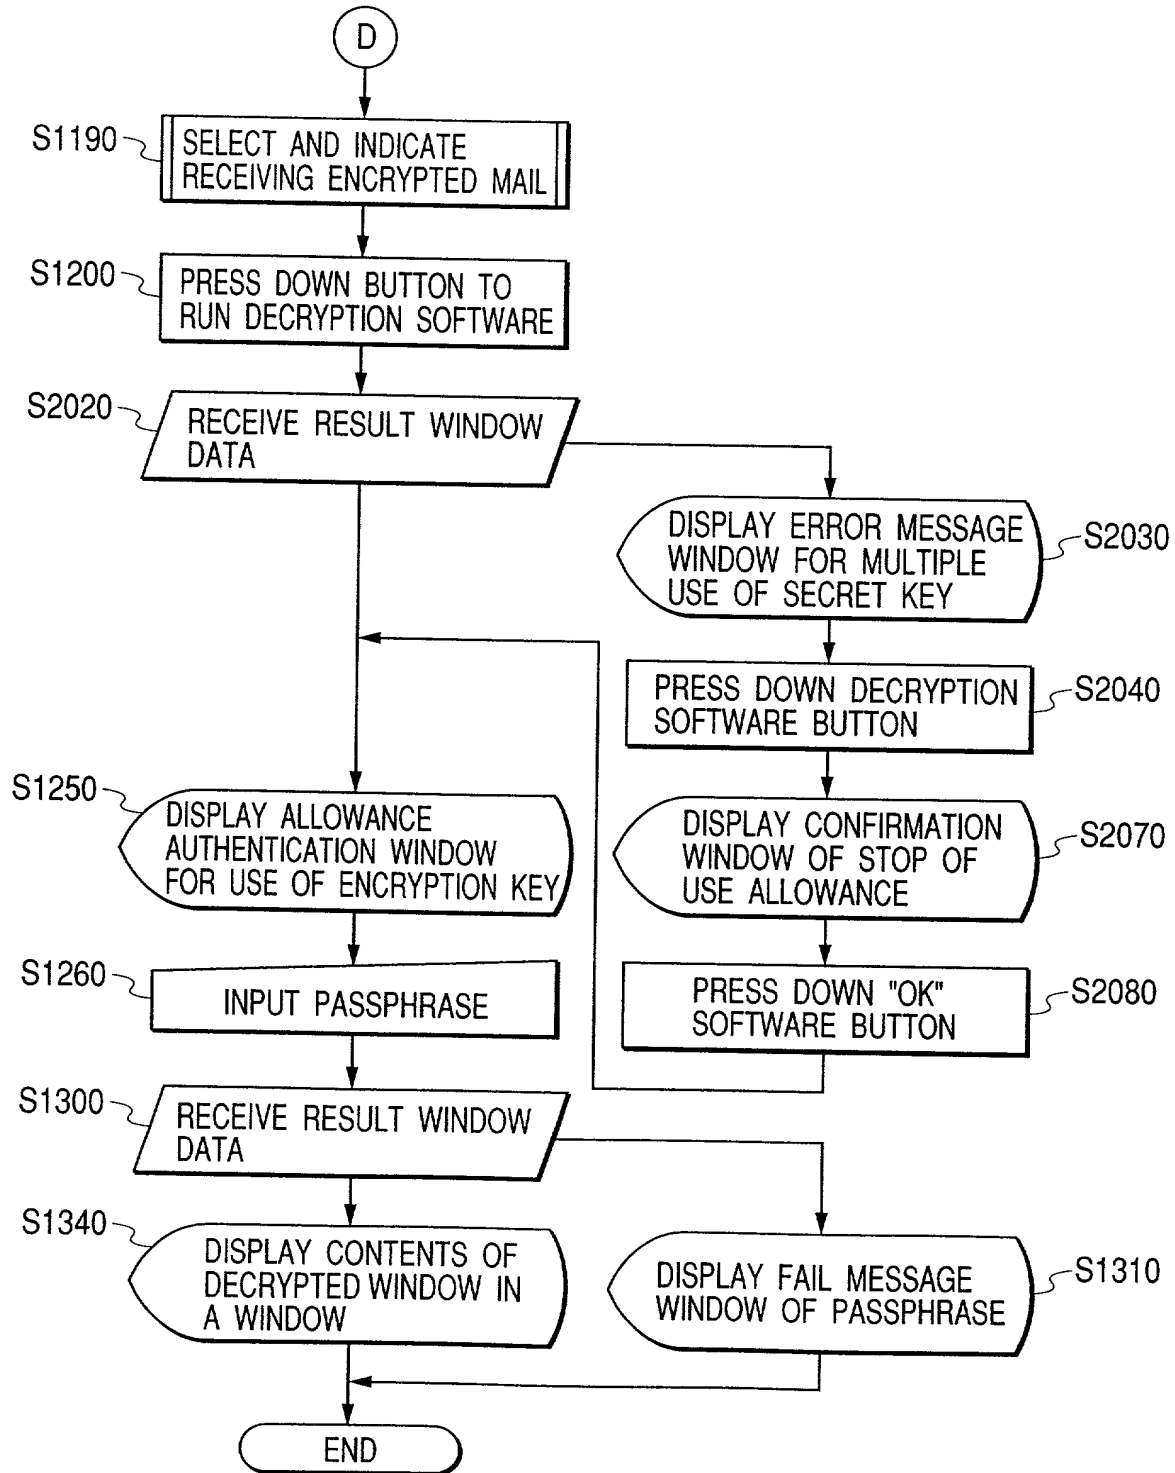 D
S1190
SELECT AND INDICATE
RECEIVING ENCRYPTED MAIL
S1200
PRESS DOWN BUTTON TO
RUN DECRYPTION SOFTWARE
S2020
RECEIVE RESULT WINDOW
DATA
DISPLAY ERROR MESSAGE
WINDOW FOR MULTIPLE
USE OF SECRET KEY
S2030
PRESS DOWN DECRYPTION
SOFTWARE BUTTON
S2040
S1250
DISPLAY ALLOWANCE
AUTHENTICATION WINDOW
FOR USE OF ENCRYPTION KEY
DISPLAY CONFIRMATION
WINDOW OF STOP OF
USE ALLOWANCE
S2070
S1260
INPUT PASSPHRASE
PRESS DOWN "OK"
SOFTWARE BUTTON
S2080
S1300
RECEIVE RESULT WINDOW
DATA
S1340
DISPLAY CONTENTS OF
DECRYPTED WINDOW IN
A WINDOW
DISPLAY FAIL MESSAGE
WINDOW OF PASSPHRASE
S1310
END